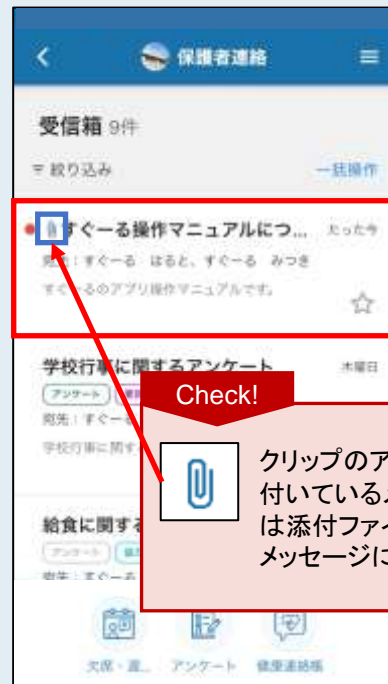 保護者連絡
受信箱 9件
絞り込み 一括操作
すぐーる操作マニュアルにつ... たった今
宛先：すぐーる はると、すぐーる みつき
すぐーるのアプリ操作マニュアルです。
学校行事に関するアンケート 木曜日
アンケート
宛先：すぐー
学校行事に関す
Check!
クリップのア
付いている
は添付ファイ
メッセージに
給食に関する
アンケート
宛先：すぐー
欠席・遅... アンケート 健康連絡帳